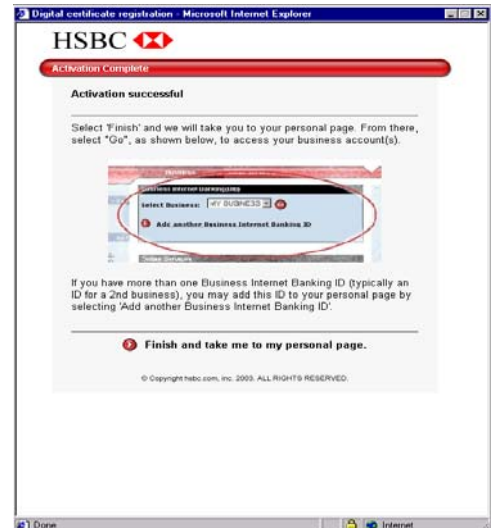 Digital certificate registration - Microsoft Internet Explorer
HSBC
Activation Complete
Activation successful
Select 'Finish' and we will take you to your personal page. From there,
select "Go", as shown below, to access your business account(s).
Business Internet Banking
Select Business: MY BUSINESS
Add another Business Internet Banking ID
Online Services
If you have more than one Business Internet Banking ID (typically an
ID for a 2nd business), you may add this ID to your personal page by
selecting 'Add another Business Internet Banking ID'.
Finish and take me to my personal page.
© Copyright hsbc.com, inc. 2003. ALL RIGHTS RESERVED.
Done
Internet